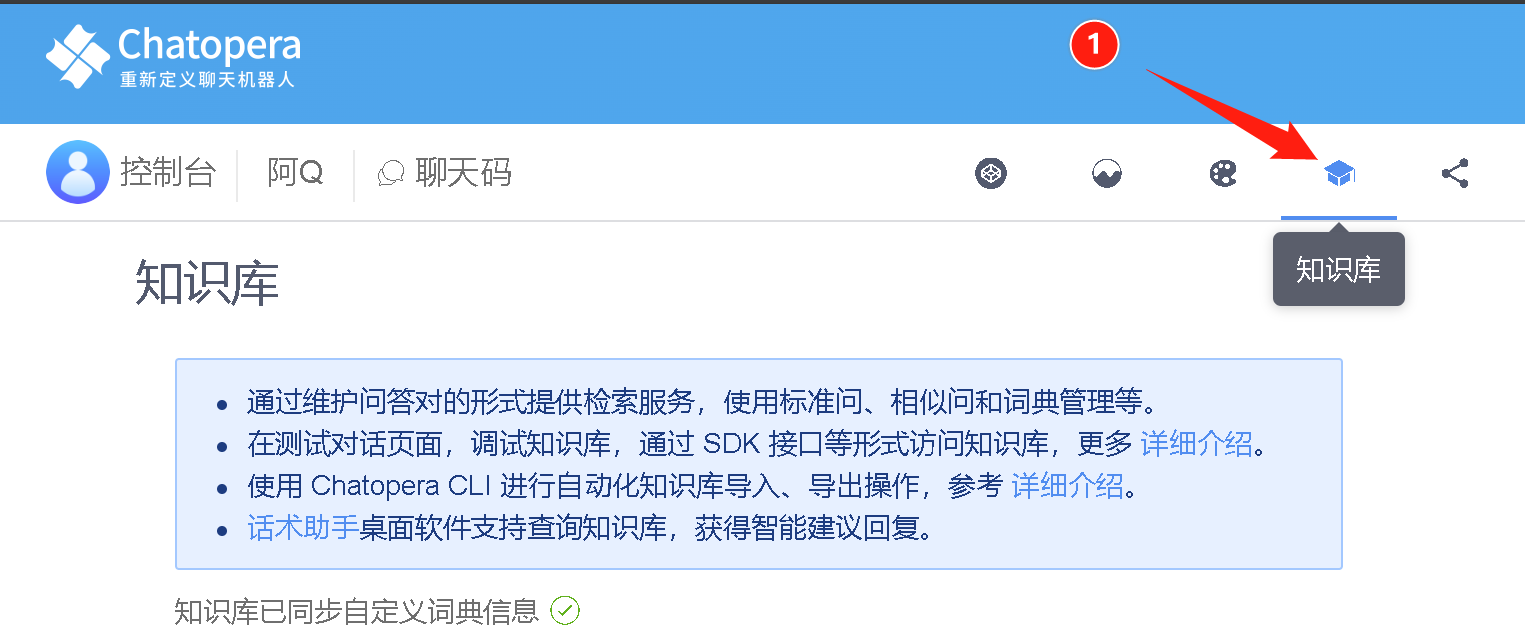 Chatopera
重新定义聊天机器人
1
控制台 阿Q 聊天码
知识库
知识库
通过维护问答对的形式提供检索服务，使用标准问、相似问和词典管理等。
在测试对话页面，调试知识库，通过 SDK 接口等形式访问知识库，更多 详细介绍。
使用 Chatopera CLI 进行自动化知识库导入、导出操作，参考 详细介绍。
话术助手桌面软件支持查询知识库，获得智能建议回复。
知识库已同步自定义词典信息